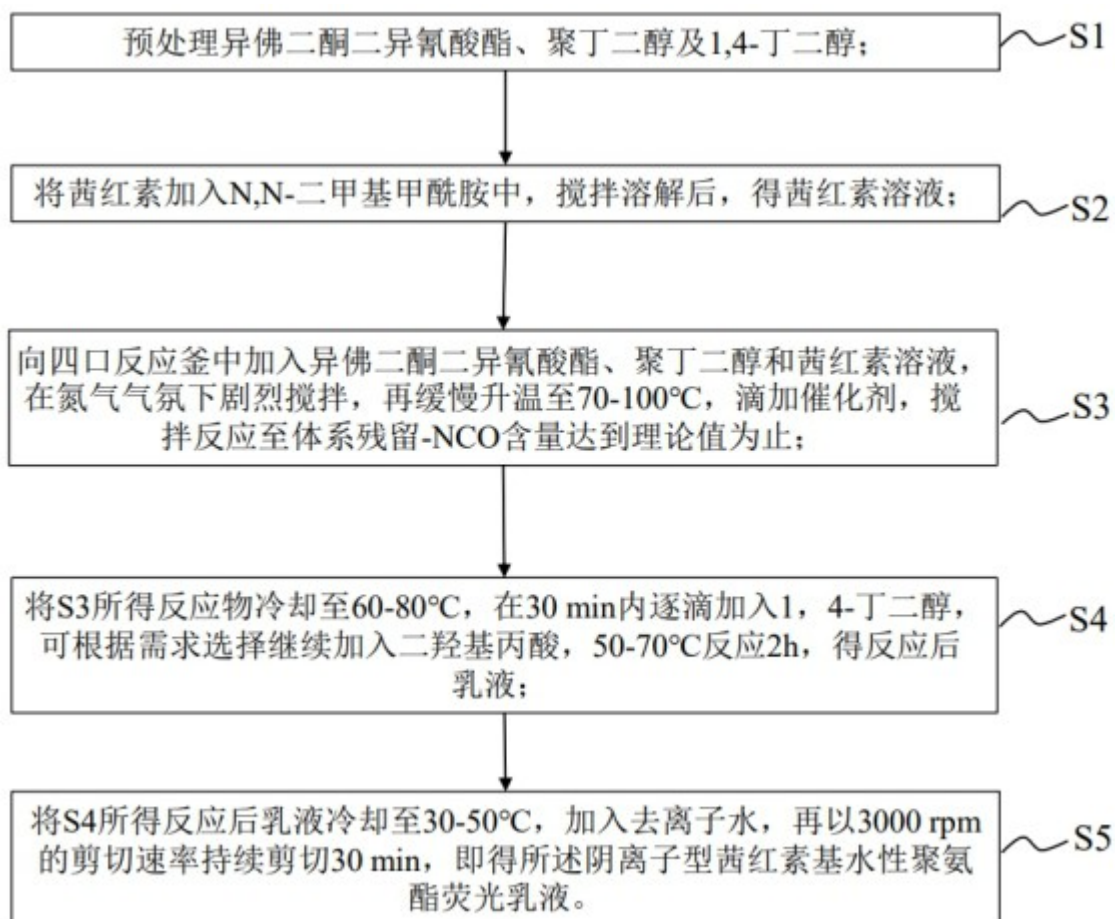 预处理异佛二酮二异氰酸酯、聚丁二醇及1,4-丁二醇；
S1
将茜红素加入N,N-二甲基甲酰胺中，搅拌溶解后，得茜红素溶液；
S2
向四口反应釜中加入异佛二酮二异氰酸酯、聚丁二醇和茜红素溶液，
在氮气气氛下剧烈搅拌，再缓慢升温至70-100℃，滴加催化剂，搅
拌反应至体系残留-NCO含量达到理论值为止；
S3
将S3所得反应物冷却至60-80℃，在30 min内逐滴加入1，4-丁二醇，
可根据需求选择继续加入二羟基丙酸，50-70℃反应2h，得反应后
乳液；
S4
将S4所得反应后乳液冷却至30-50℃，加入去离子水，再以3000 rpm
的剪切速率持续剪切30 min，即得所述阴离子型茜红素基水性聚氨
酯荧光乳液。
S5